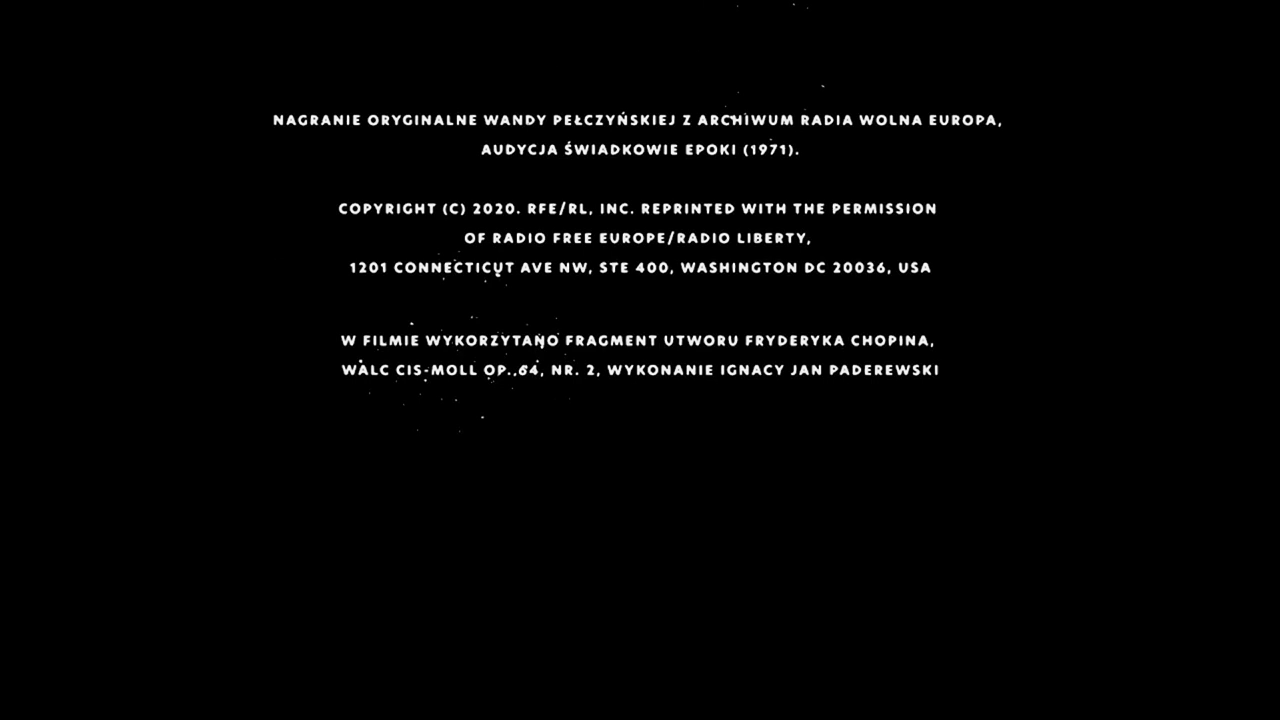 NAGRANIE ORYGINALNE WANDY PEŁCZYŃSKIEJ Z ARCHIWUM RADIA WOLNA EUROPA,
AUDYCJA ŚWIADKOWIE EPOKI (1971).
COPYRIGHT (C) 2020. RFE/RL, INC. REPRINTED WITH THE PERMISSION
OF RADIO FREE EUROPE/RADIO LIBERTY,
1201 CONNECTICUT AVE NW, STE 400, WASHINGTON DC 20036, USA
W FILMIE WYKORZYTANO FRAGMENT UTWORU FRYDERYKA CHOPINA,
WALC CIS-MOLL OP. 64, NR. 2, WYKONANIE IGNACY JAN PADEREWSKI